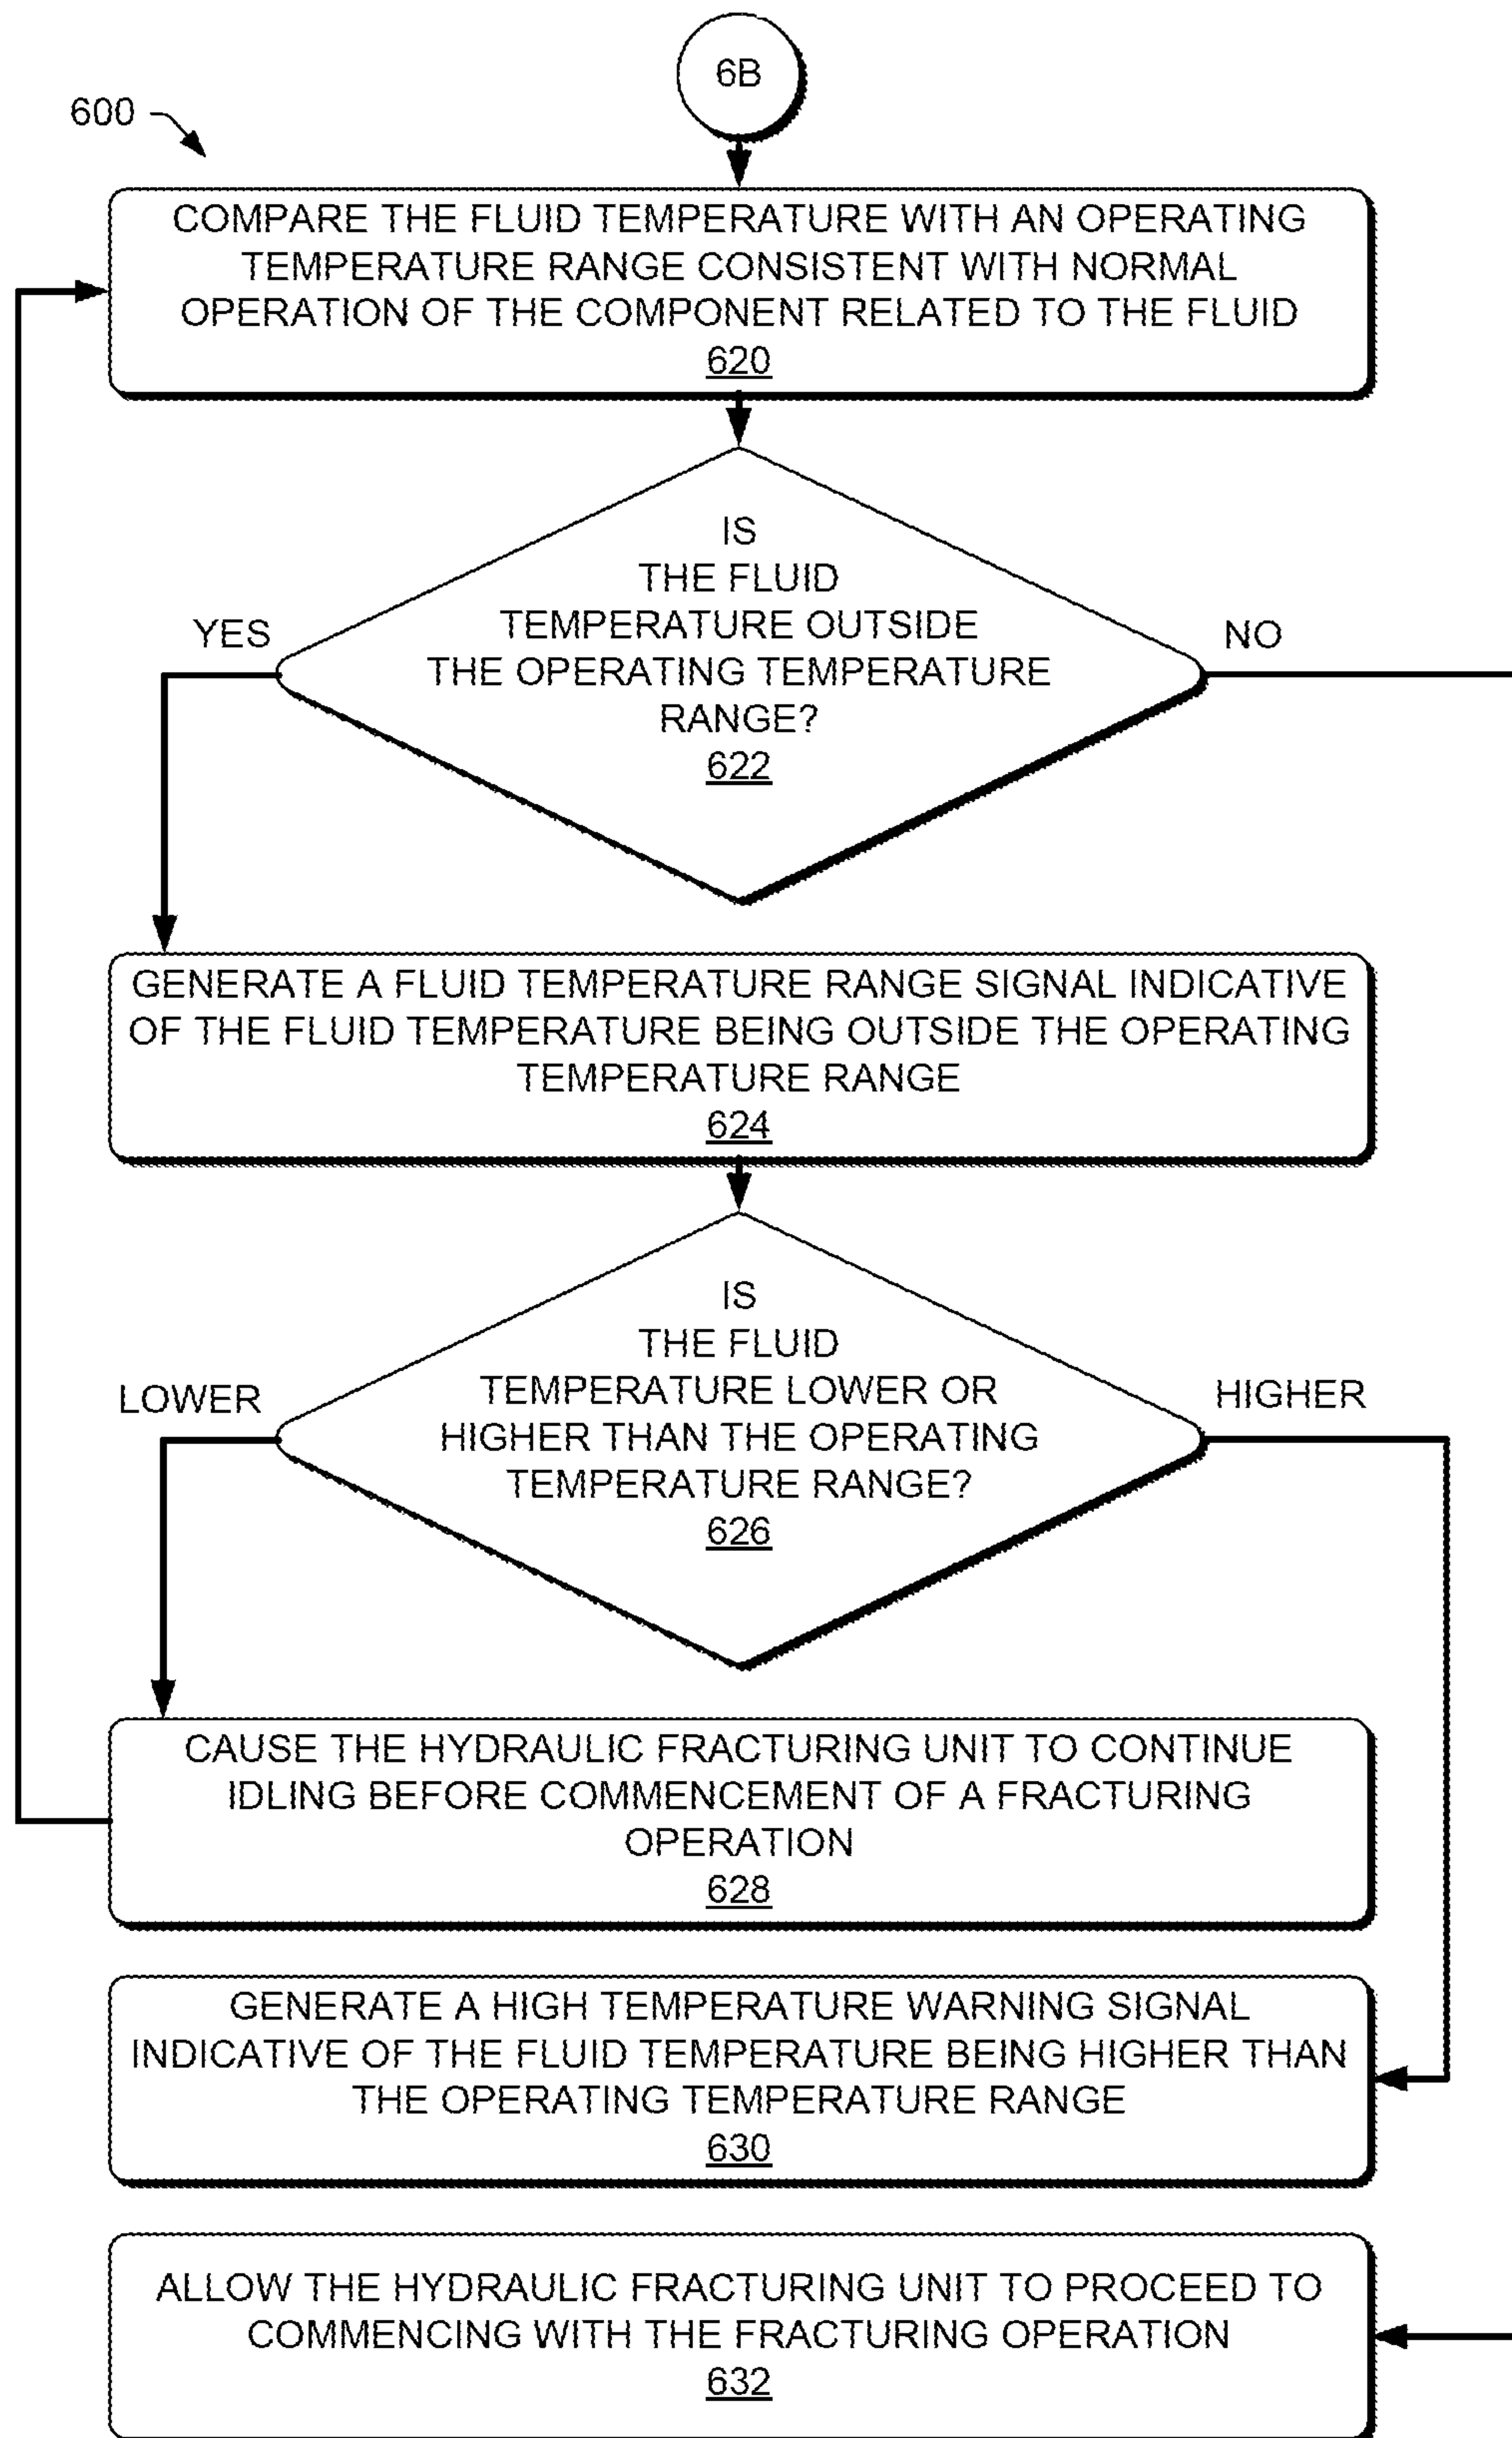 6B
600
COMPARE THE FLUID TEMPERATURE WITH AN OPERATING
TEMPERATURE RANGE CONSISTENT WITH NORMAL
OPERATION OF THE COMPONENT RELATED TO THE FLUID
620
IS
THE FLUID
TEMPERATURE OUTSIDE
THE OPERATING TEMPERATURE
RANGE?
622
YES
NO
GENERATE A FLUID TEMPERATURE RANGE SIGNAL INDICATIVE
OF THE FLUID TEMPERATURE BEING OUTSIDE THE OPERATING
TEMPERATURE RANGE
624
IS
THE FLUID
TEMPERATURE LOWER OR
HIGHER THAN THE OPERATING
TEMPERATURE RANGE?
626
LOWER
HIGHER
CAUSE THE HYDRAULIC FRACTURING UNIT TO CONTINUE
IDLING BEFORE COMMENCEMENT OF A FRACTURING
OPERATION
628
GENERATE A HIGH TEMPERATURE WARNING SIGNAL
INDICATIVE OF THE FLUID TEMPERATURE BEING HIGHER THAN
THE OPERATING TEMPERATURE RANGE
630
ALLOW THE HYDRAULIC FRACTURING UNIT TO PROCEED TO
COMMENCING WITH THE FRACTURING OPERATION
632